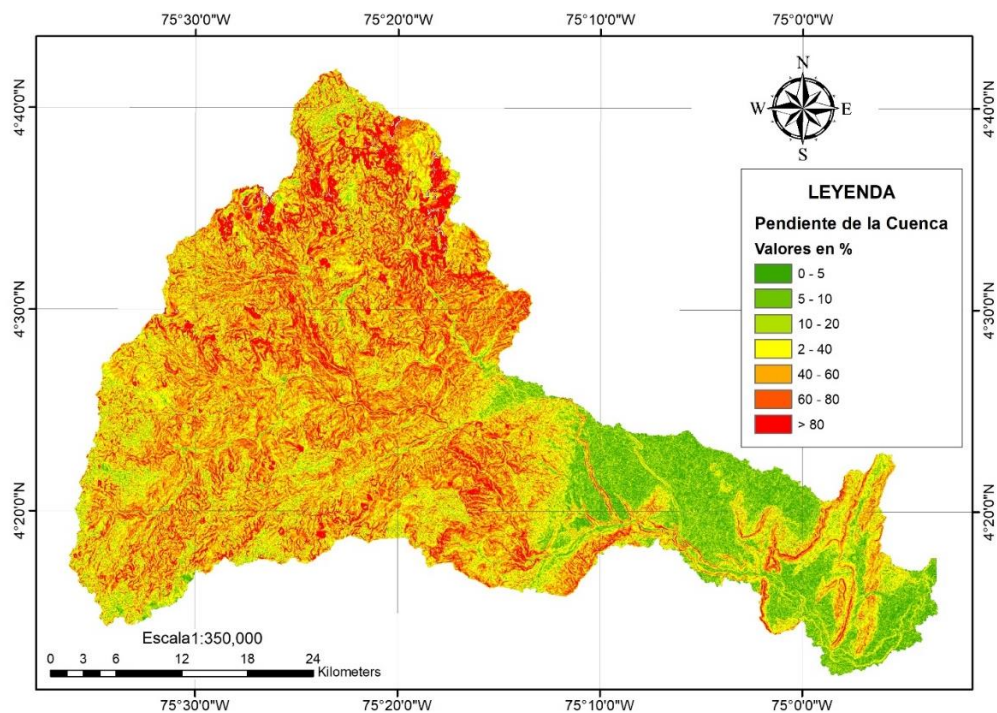 75°30'0"W 75°20'0"W 75°10'0"W 75°0'0"W
4°40'0"N 4°40'0"N
N
W E
S
LEYENDA
Pendiente de la Cuenca
Valores en %
0 - 5
5 - 10
10 - 20
2 - 40
40 - 60
60 - 80
> 80
4°30'0"N 4°30'0"N
4°20'0"N 4°20'0"N
Escala1:350,000
0 3 6 12 18 24
Kilometers
75°30'0"W 75°20'0"W 75°10'0"W 75°0'0"W